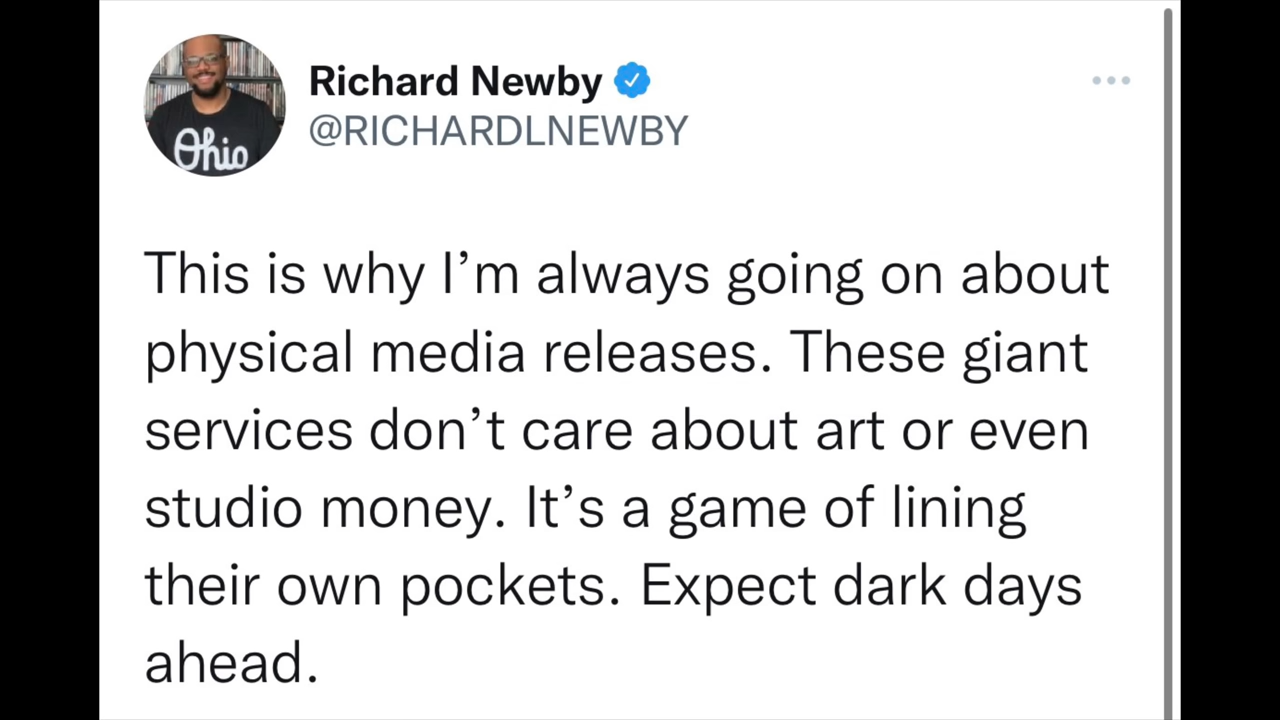 Richard Newby
@RICHARDLNEWBY
Ohio
This is why I’m always going on about
physical media releases. These giant
services don’t care about art or even
studio money. It’s a game of lining
their own pockets. Expect dark days
ahead.